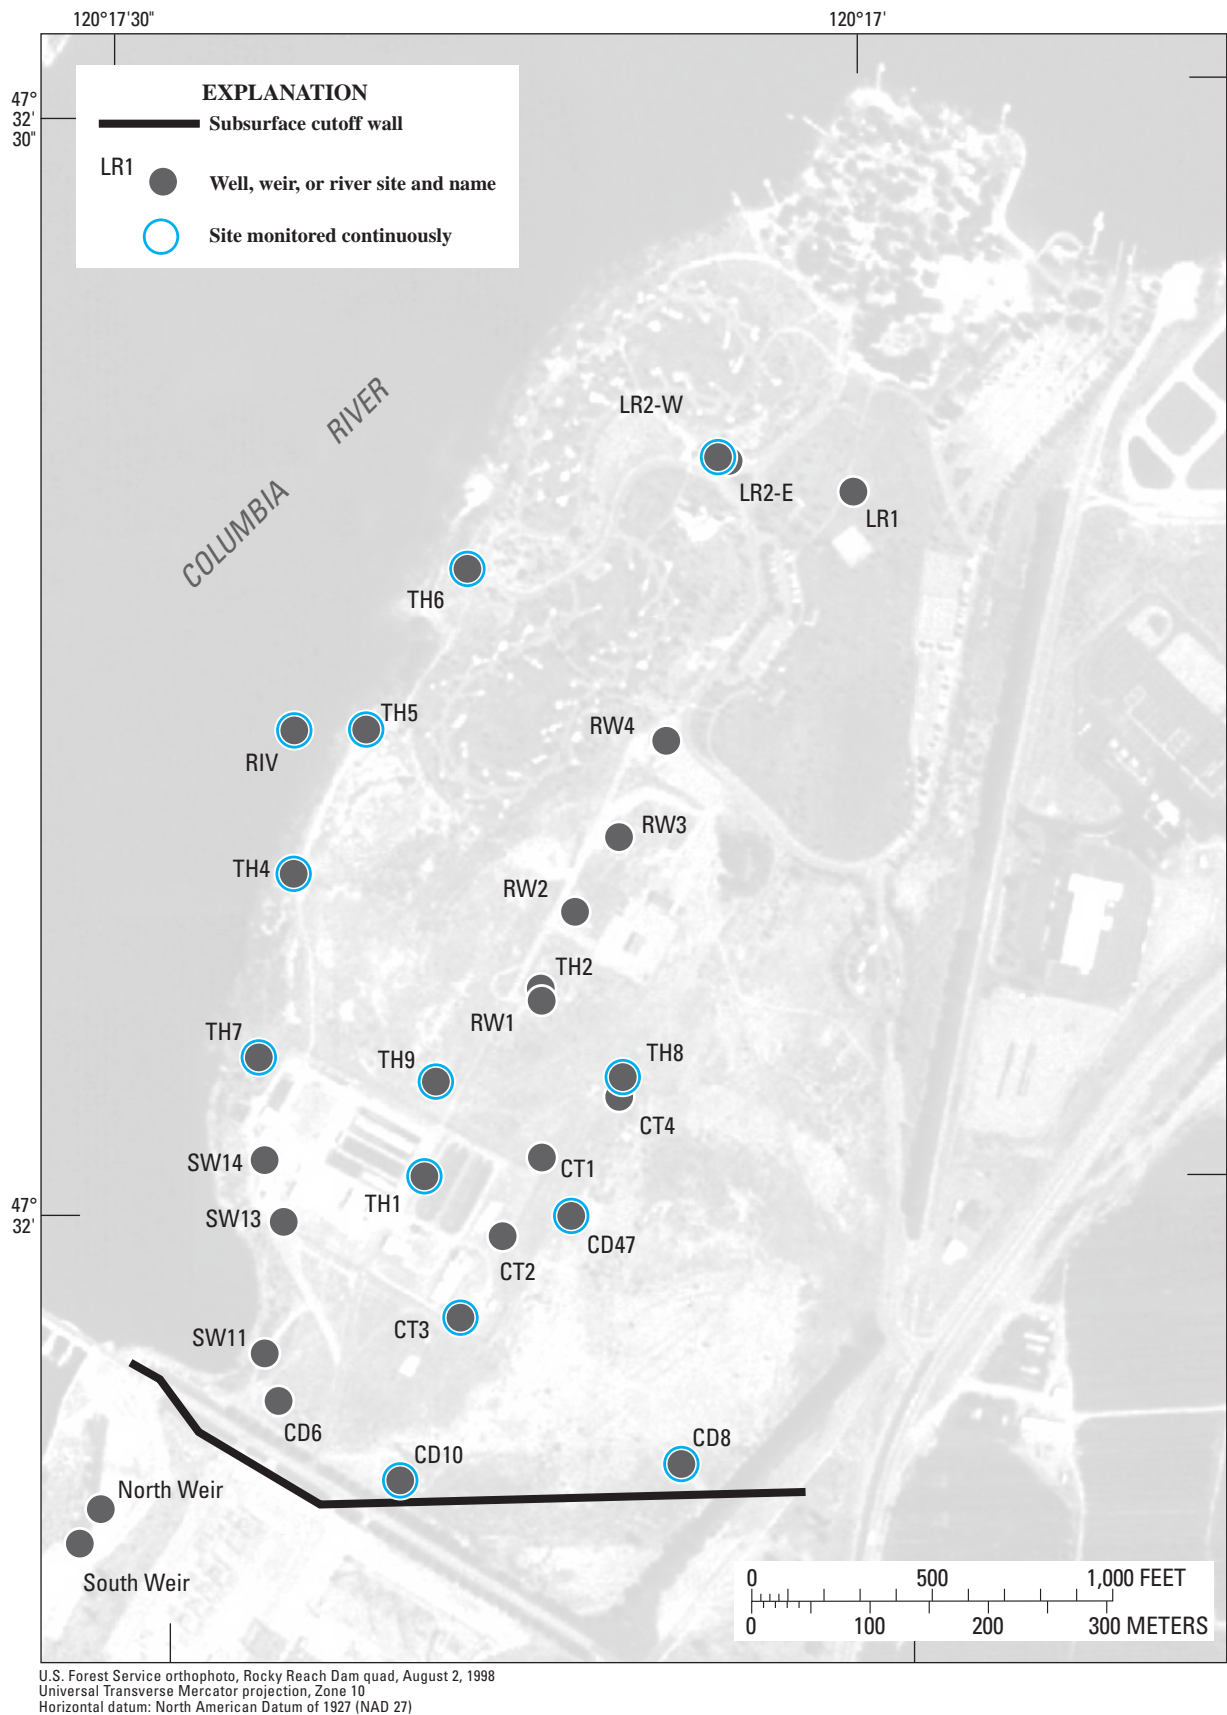 120°17'30"
120°17'
47°
32'
30"
EXPLANATION
Subsurface cutoff wall
LR1
Well, weir, or river site and name
Site monitored continuously
COLUMBIA RIVER
LR2-W
LR2-E
LR1
TH6
TH5
RIV
RW4
RW3
TH4
RW2
TH2
RW1
TH7
TH9
TH8
CT4
SW14
CT1
TH1
47°
32'
SW13
CD47
CT2
CT3
SW11
CD6
CD10
CD8
North Weir
South Weir
0 500 1,000 FEET
0 100 200 300 METERS
U.S. Forest Service orthophoto, Rocky Reach Dam quad, August 2, 1998
Universal Transverse Mercator projection, Zone 10
Horizontal datum: North American Datum of 1927 (NAD 27)